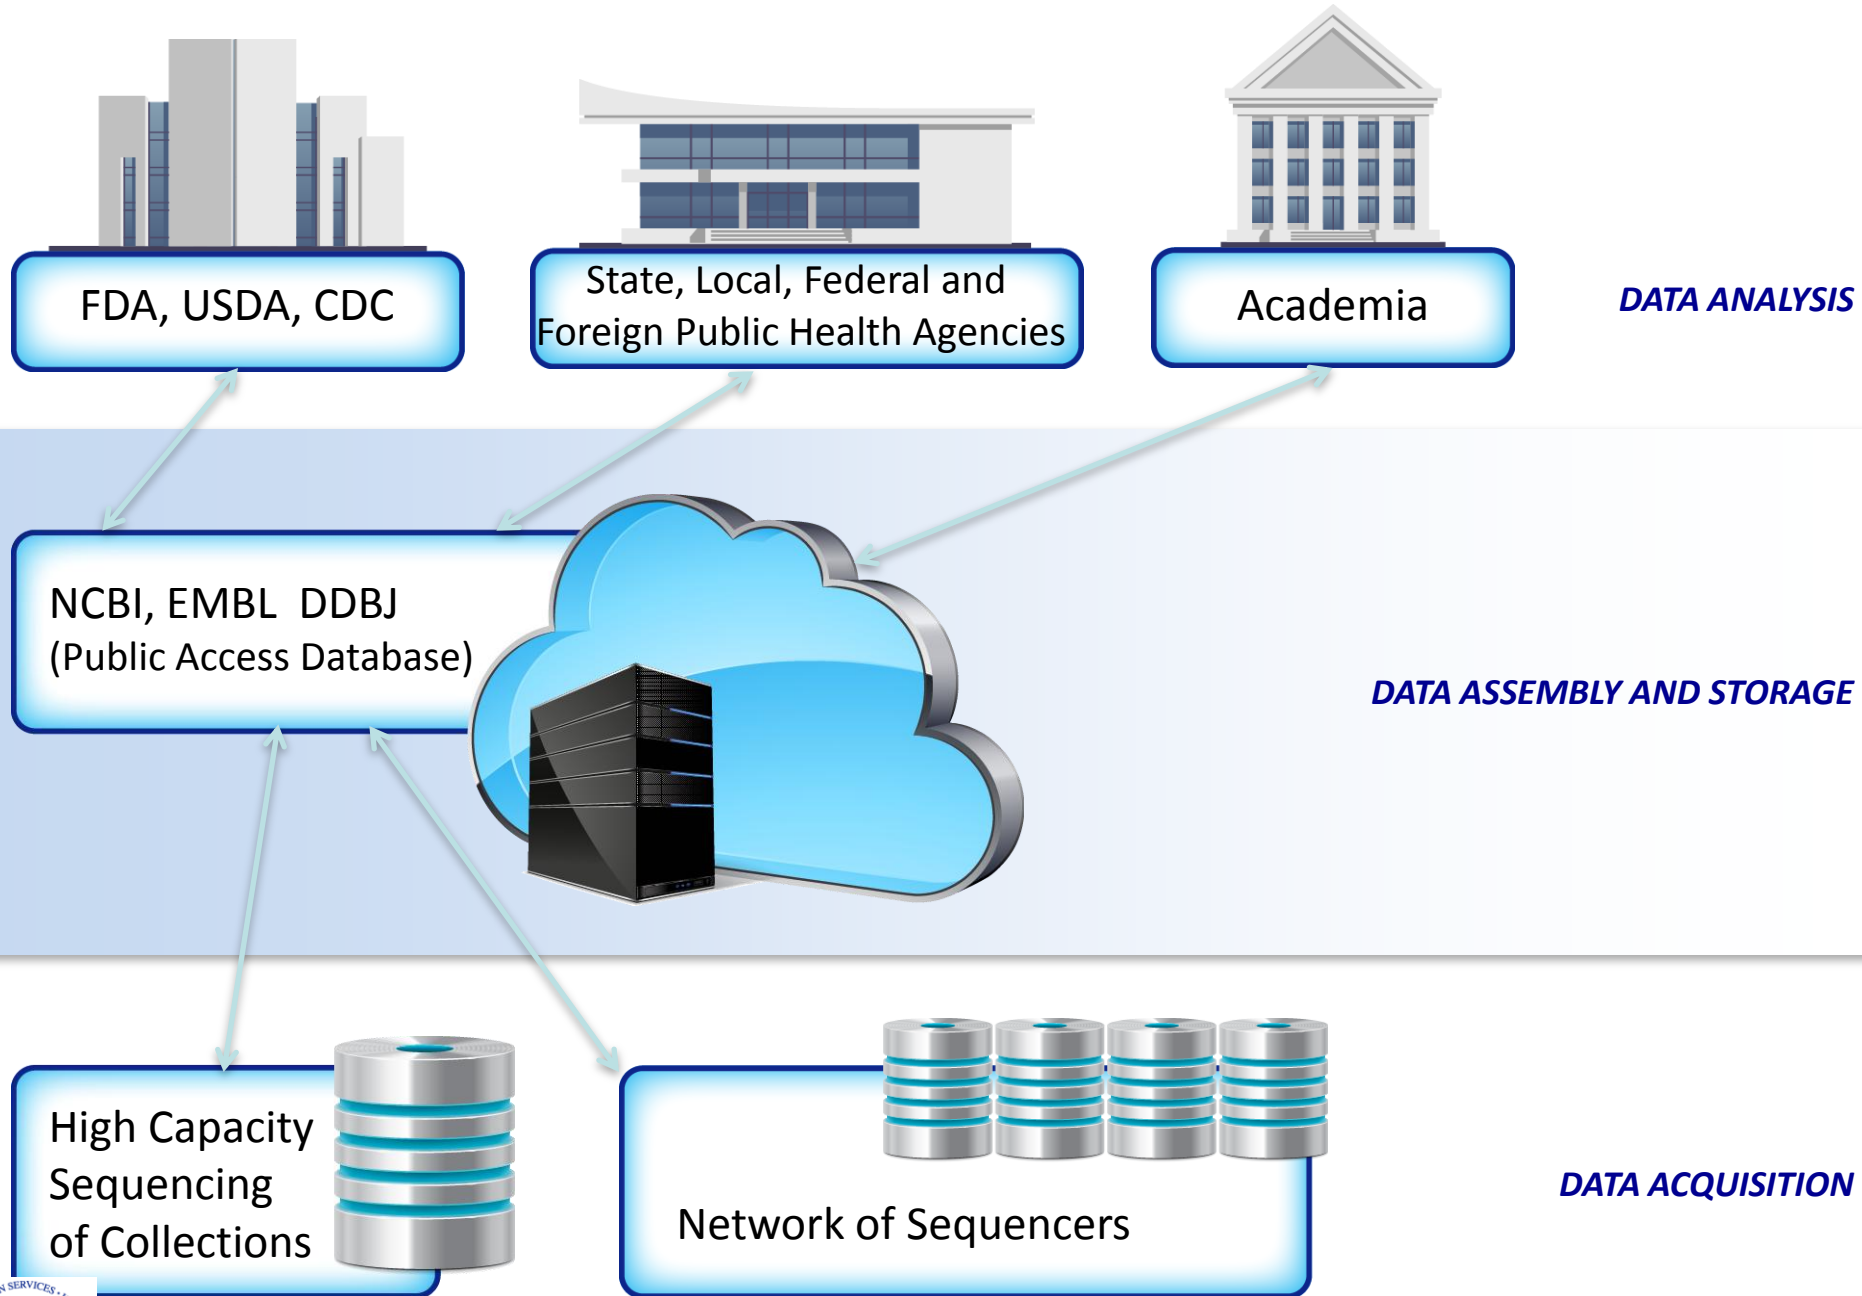 FDA, USDA, CDC
State, Local, Federal and
Foreign Public Health Agencies
Academia
DATA ANALYSIS
NCBI, EMBL  DDBJ
(Public Access Database)
DATA ASSEMBLY AND STORAGE
High Capacity
Sequencing
of Collections
Network of Sequencers
DATA ACQUISITION
SERVICES